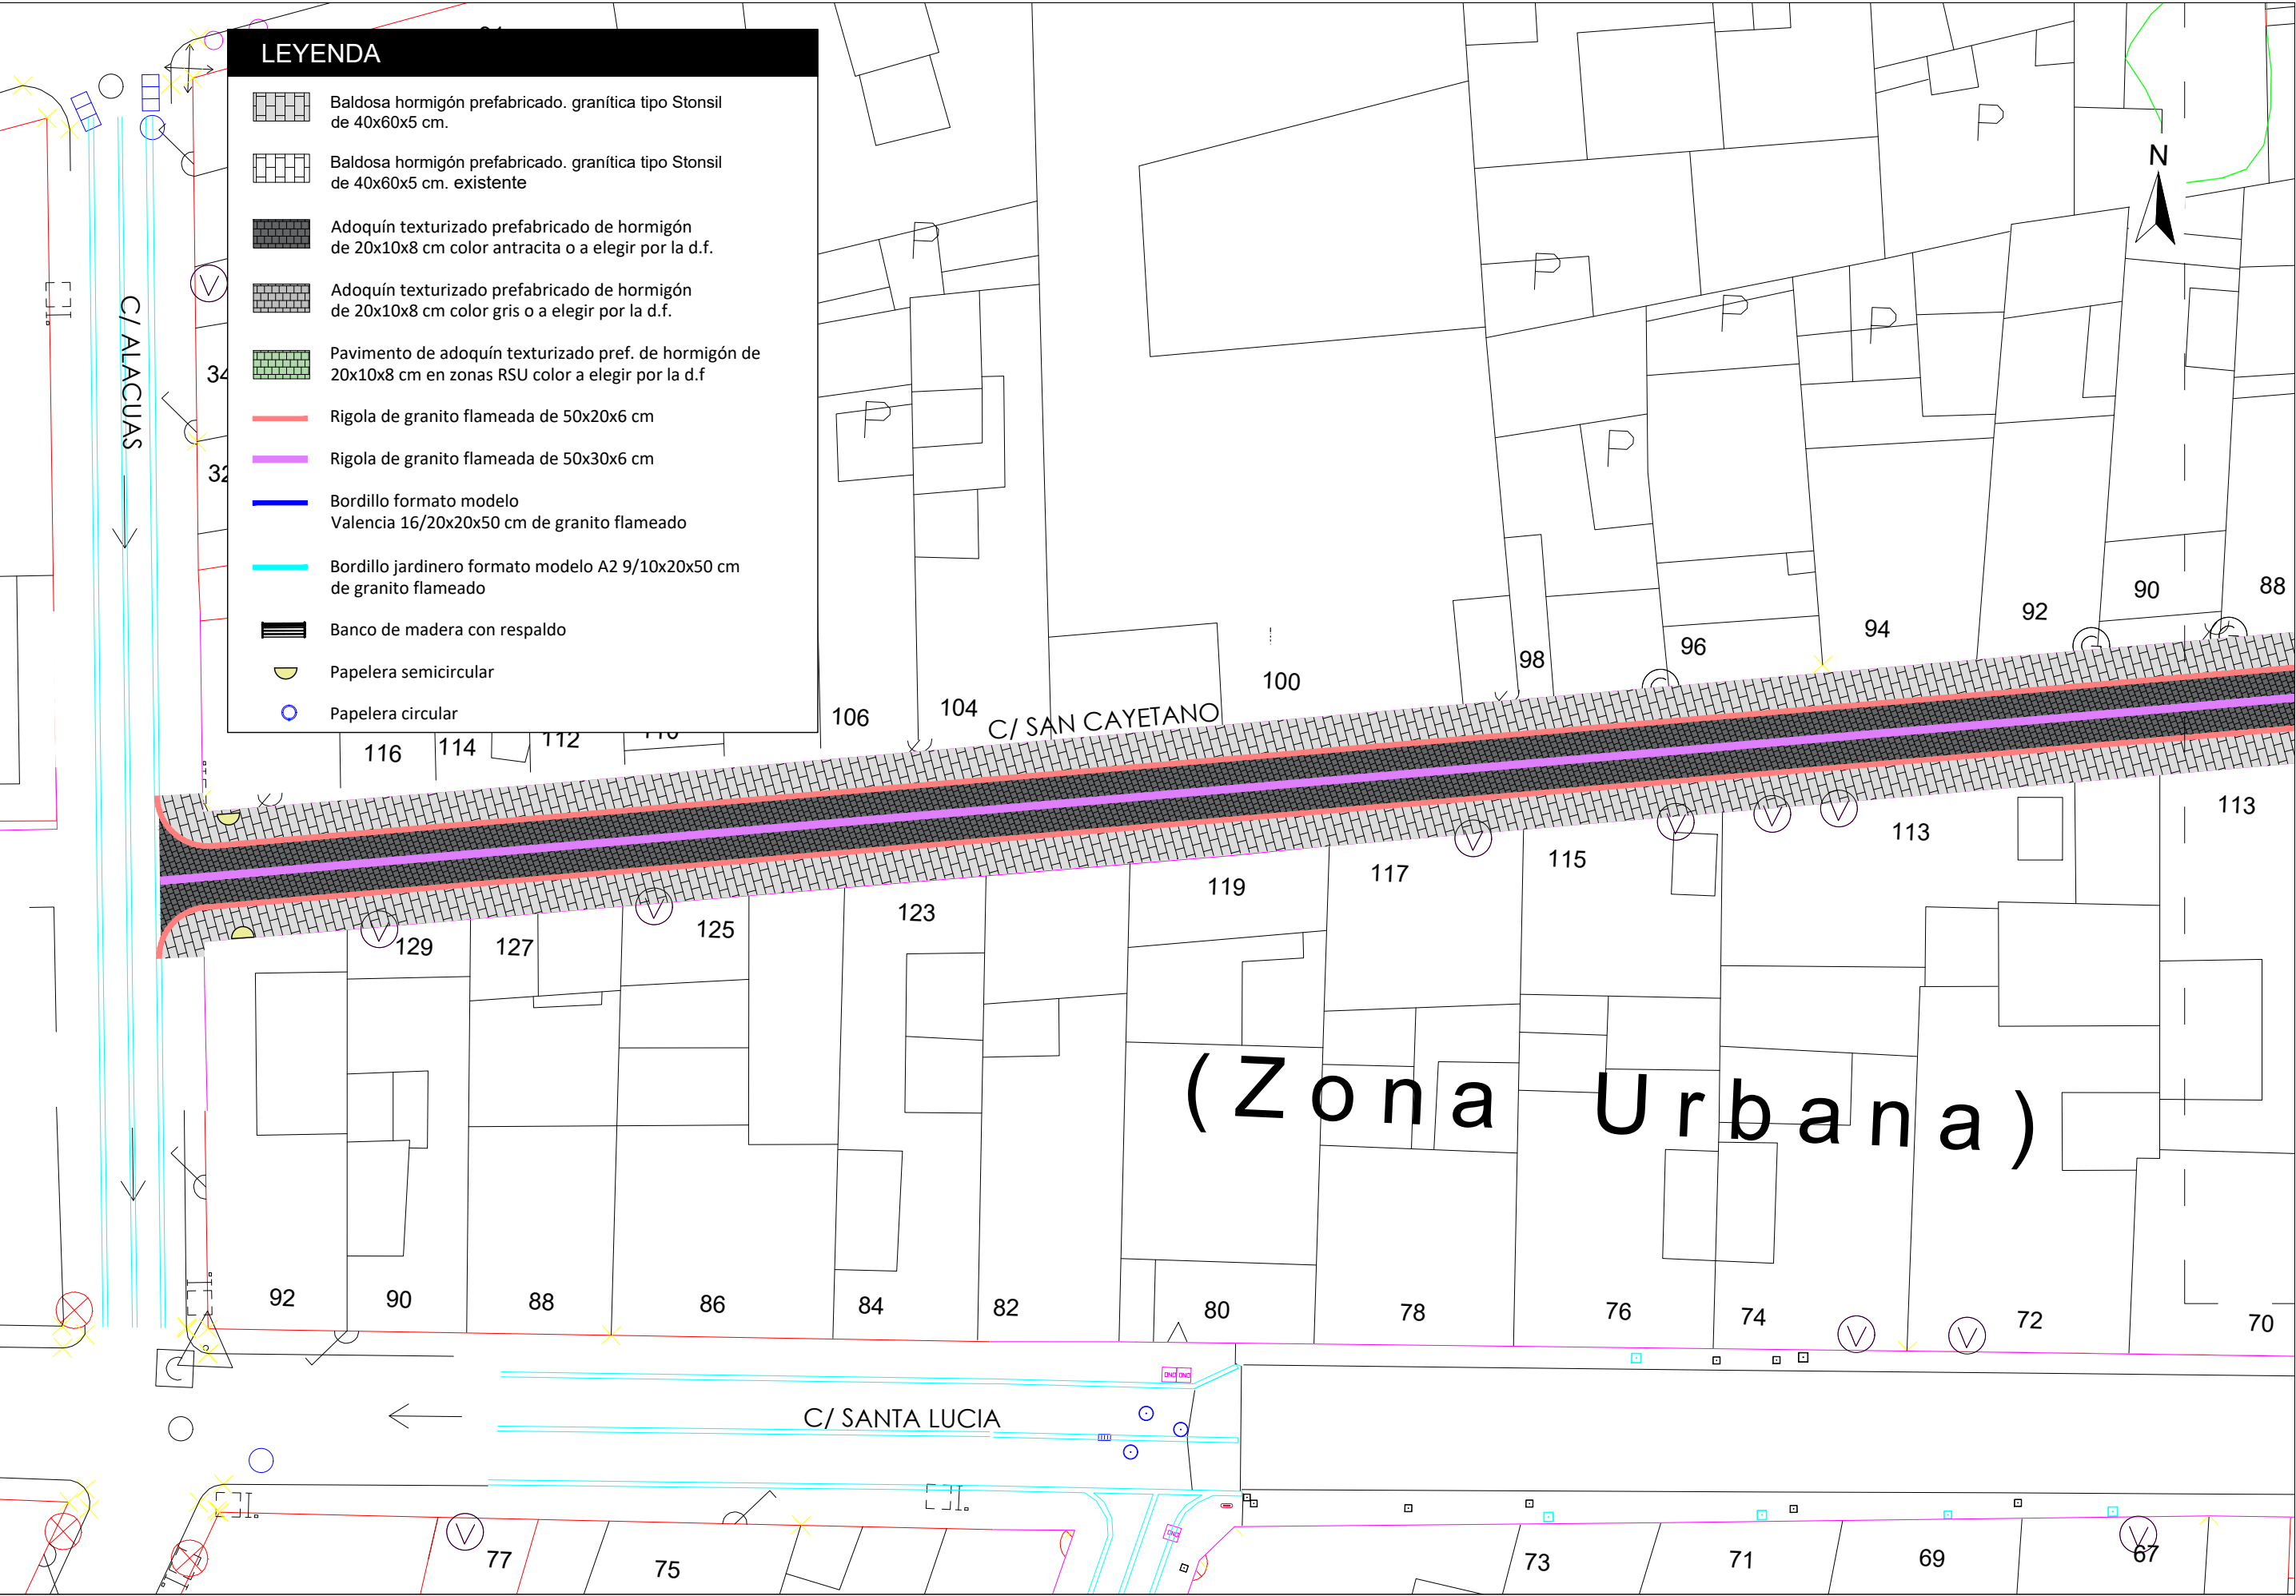 LEYENDA
Baldosa hormigón prefabricado. granítica tipo Stonsil
de 40x60x5 cm.
Baldosa hormigón prefabricado. granítica tipo Stonsil
de 40x60x5 cm. existente
Adoquín texturizado prefabricado de hormigón
de 20x10x8 cm color antracita o a elegir por la d.f.
Adoquín texturizado prefabricado de hormigón
de 20x10x8 cm color gris o a elegir por la d.f.
Pavimento de adoquín texturizado pref. de hormigón de
20x10x8 cm en zonas RSU color a elegir por la d.f
Rigola de granito flameada de 50x20x6 cm
Rigola de granito flameada de 50x30x6 cm
Bordillo formato modelo
Valencia 16/20x20x50 cm de granito flameado
Bordillo jardinero formato modelo A2 9/10x20x50 cm
de granito flameado
Banco de madera con respaldo
Papelera semicircular
Papelera circular
N
P
P
P
P
P
P
P
C/ ALACUAS
V
34
32
88
90
92
94
96
98
100
104
106
112
114
116
C/ SAN CAYETANO
G
G
113
113
115
117
119
123
125
127
129
V
V
V
V
V
V
(Zona Urbana)
92
90
88
86
84
82
80
78
76
74
72
70
V
V
C/ SANTA LUCIA
ONO
ONO
ONO
V
77
75
73
71
69
67
V